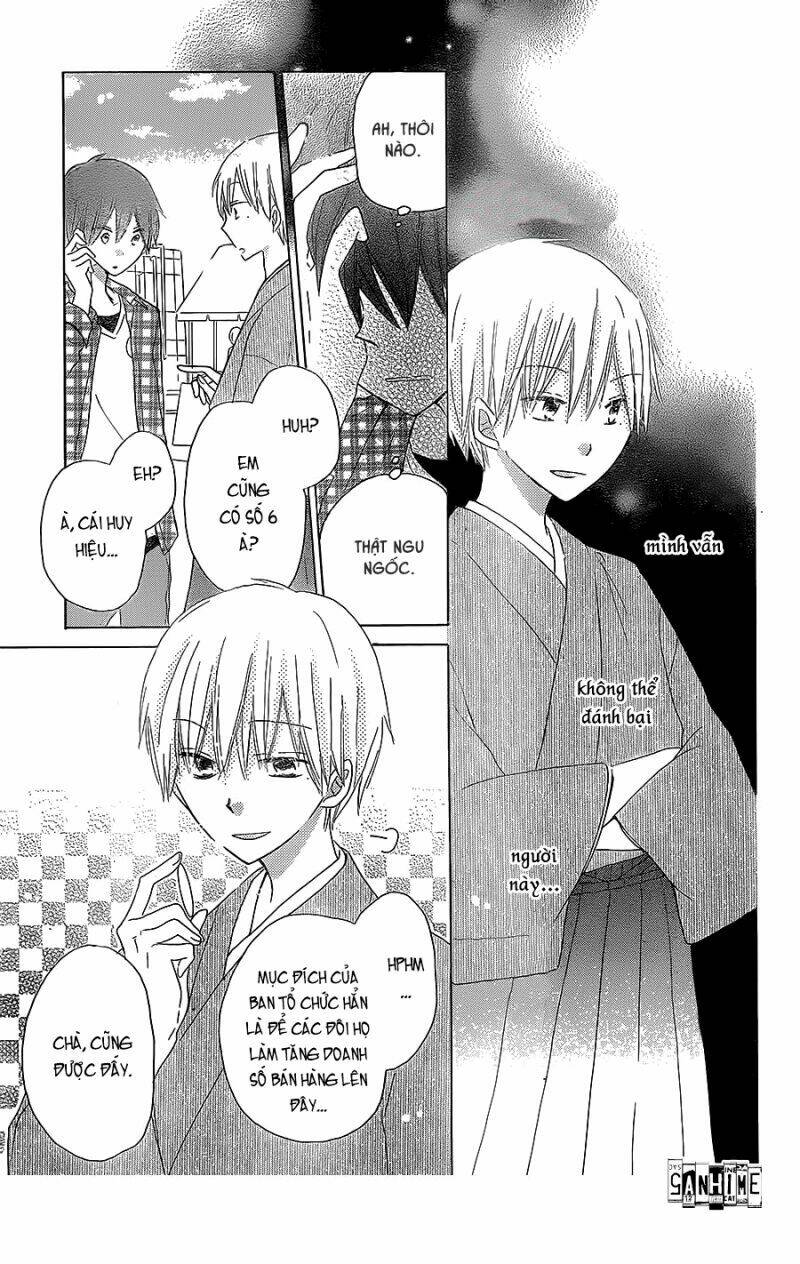 mình vẫn
không thể
đánh bại
người
này...
AH, THÔI
NÀO.
THẬT NGU
NGỐC.
HUH?
EM
CŨNG
CÓ SỐ 6
À?
EH?
À, CÁI HUY
HIỆU...
HPHM
...
MỤC ĐÍCH CỦA
BAN TỔ CHỨC HẲN
LÀ ĐỂ CÁC ĐÔI HỌ
LÀM TĂNG DOANH
SỐ BÁN HÀNG LÊN
ĐÂY...
CHÀ, CŨNG
ĐƯỢC ĐẤY.
SANHIME